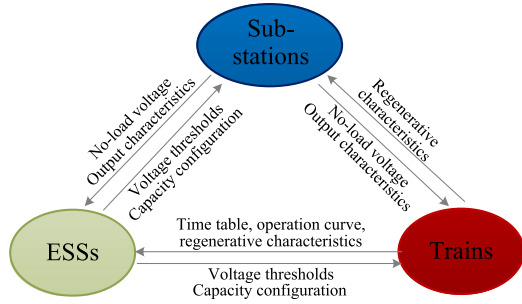 Sub-
stations
No-load voltage
Output characteristics
Voltage thresholds
Capacity configuration
Regenerative
characteristics
No-load voltage
Output characteristics
ESSs
Time table, operation curve,
regenerative characteristics
Trains
Voltage thresholds
Capacity configuration